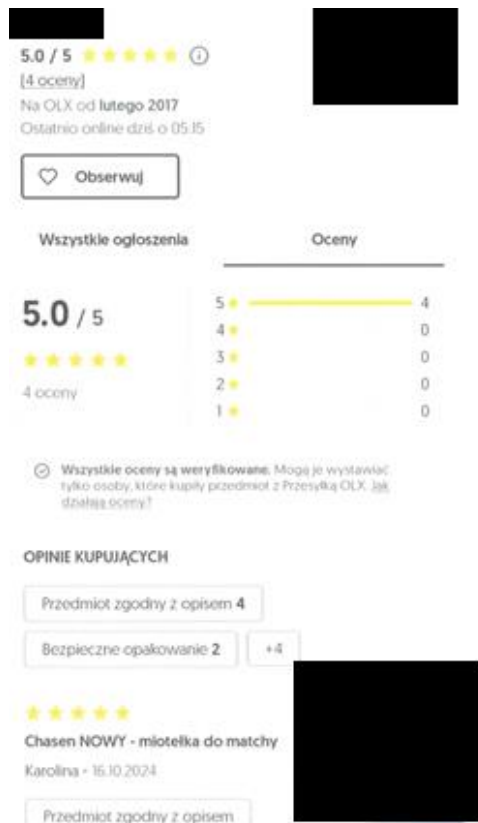 5.0 / 5
[4 oceny]
Na OLX od lutego 2017
Ostatnio online dziś o 05:15
Obserwuj
Wszystkie ogłoszenia Oceny
5.0 / 5
5 4
4 0
3 0
2 0
1 0
4 oceny
Wszystkie oceny są weryfikowane. Mogą je wystawiać
tylko osoby, które kupiły przedmiot z Przesyłką OLX. Jak
działają oceny?
OPINIE KUPUJĄCYCH
Przedmiot zgodny z opisem 4
Bezpieczne opakowanie 2 +4
Chasen NOWY - miotełka do matchy
Karolina - 16.10.2024
Przedmiot zgodny z opisem